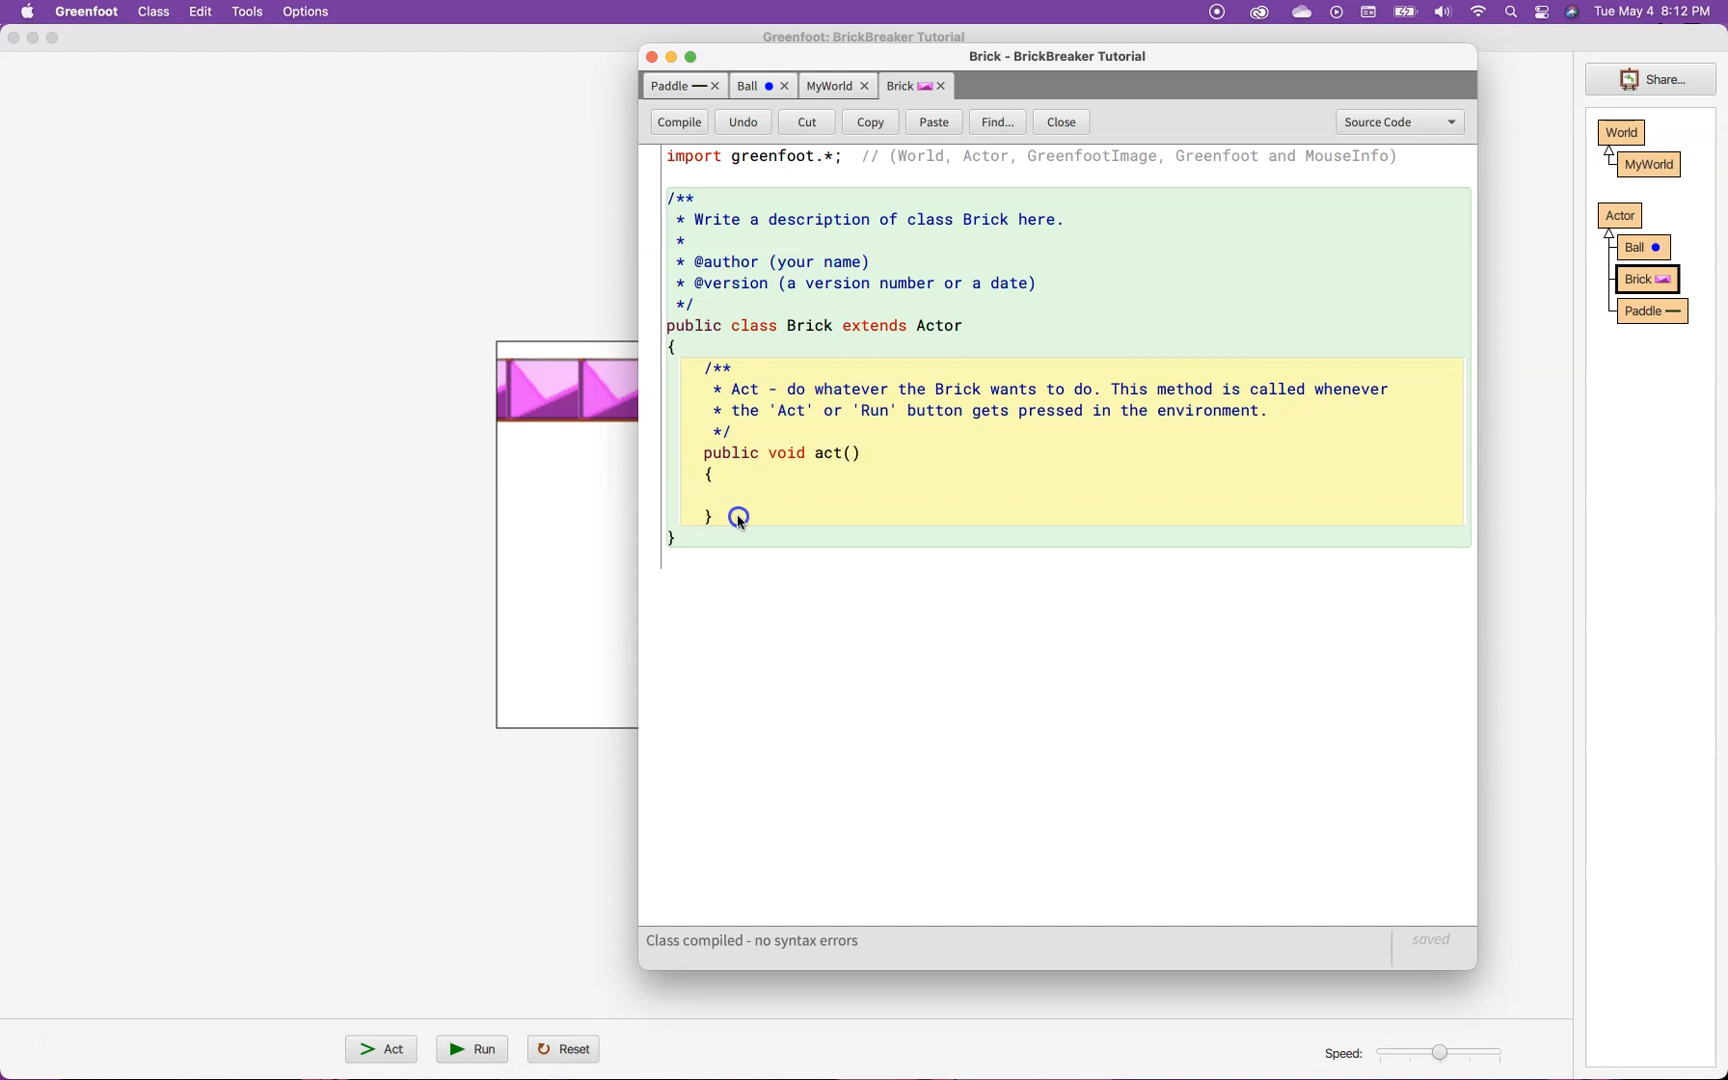 Greenfoot Class Edit Tools Options Tue May 4 8:12 PM
Greenfoot: BrickBreaker Tutorial
Brick - BrickBreaker Tutorial
Paddle Ball MyWorld Brick
Compile Undo Cut Copy Paste Find... Close Source Code
import greenfoot.*; // (World, Actor, GreenfootImage, Greenfoot and MouseInfo)
/**
* Write a description of class Brick here.
*
* @author (your name)
* @version (a version number or a date)
*/
public class Brick extends Actor
{
/**
* Act - do whatever the Brick wants to do. This method is called whenever
* the 'Act' or 'Run' button gets pressed in the environment.
*/
public void act()
{
}
}
Class compiled - no syntax errors
saved
Share...
World
MyWorld
Actor
Ball
Brick
Paddle
> Act Run Reset
Speed: